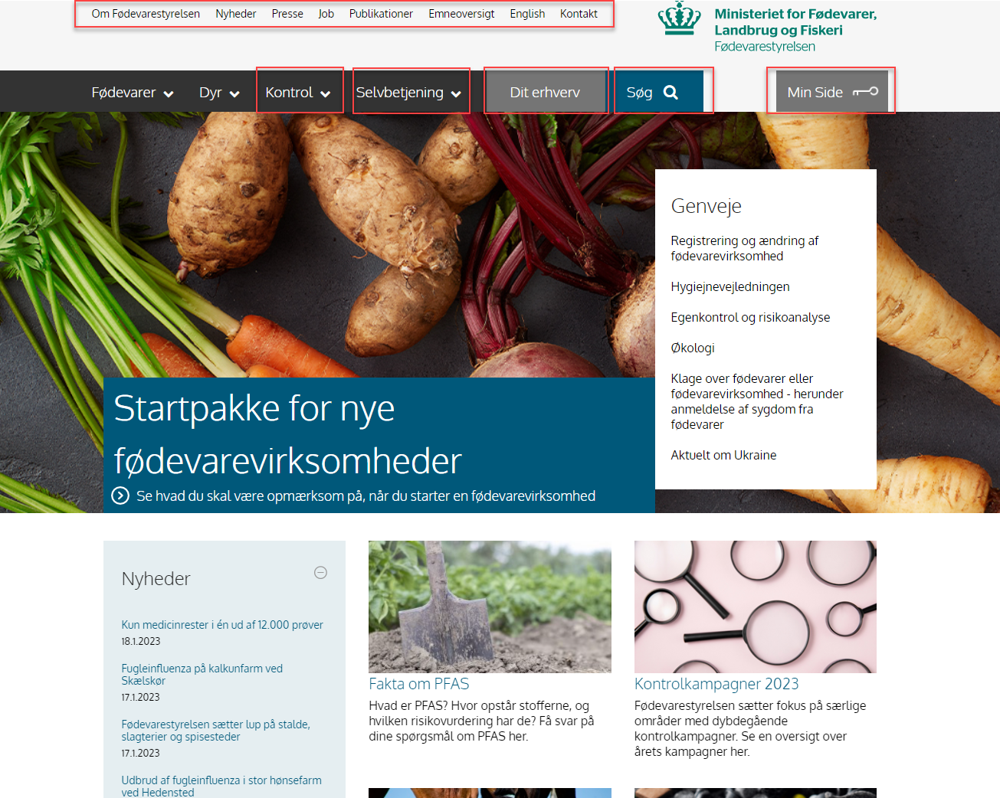 Om Fødevarestyrelsen Nyheder Presse Job Publikationer Emneoversigt English Kontakt
Ministeriet for Fødevarer,
Landbrug og Fiskeri
Fødevarestyrelsen
Fødevarer Dyr Kontrol Selvbetjening Dit erhverv Søg Min Side
Genveje
Registrering og ændring af
fødevarevirksomhed
Hygiejnevejledningen
Egenkontrol og risikoanalyse
Økologi
Klage over fødevarer eller
fødevarevirksomhed - herunder
anmeldelse af sygdom fra
fødevarer
Aktuelt om Ukraine
Startpakke for nye
fødevarevirksomheder
Se hvad du skal være opmærksom på, når du starter en fødevarevirksomhed
Nyheder
Kun medicinrester i én ud af 12.000 prøver
18.1.2023
Fugleinfluenza på kalkunfarm ved
Skælskør
17.1.2023
Fødevarestyrelsen sætter lup på stalde,
slagterier og spisesteder
17.1.2023
Udbrud af fugleinfluenza i stor hønsefarm
ved Hedensted
Fakta om PFAS
Hvad er PFAS? Hvor opstår stofferne, og
hvilken risikovurdering har de? Få svar på
dine spørgsmål om PFAS her.
Kontrolkampagner 2023
Fødevarestyrelsen sætter fokus på særlige
områder med dybdegående
kontrolkampagner. Se en oversigt over
årets kampagner her.